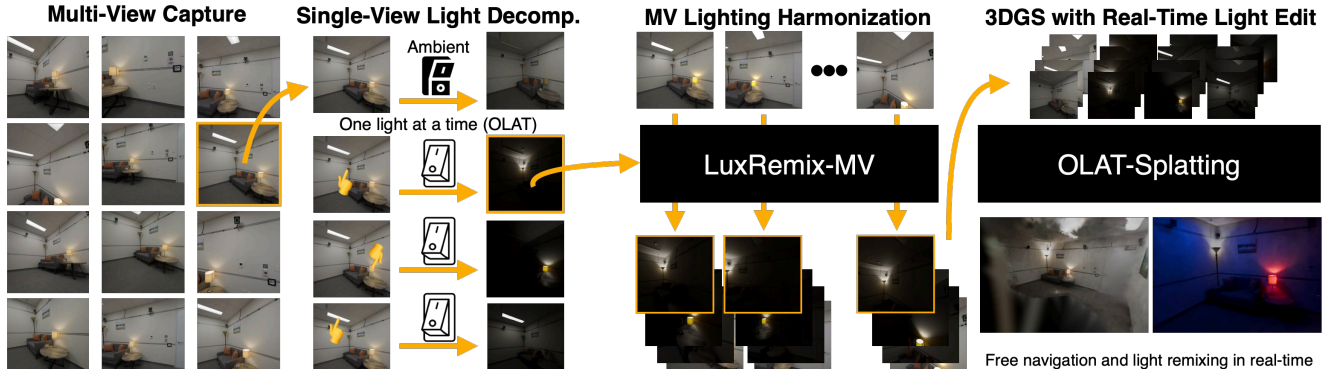 Multi-View Capture
Single-View Light Decomp.
Ambient
One light at a time (OLAT)
MV Lighting Harmonization
LuxRemix-MV
3DGS with Real-Time Light Edit
OLAT-Splatting
Free navigation and light remixing in real-time